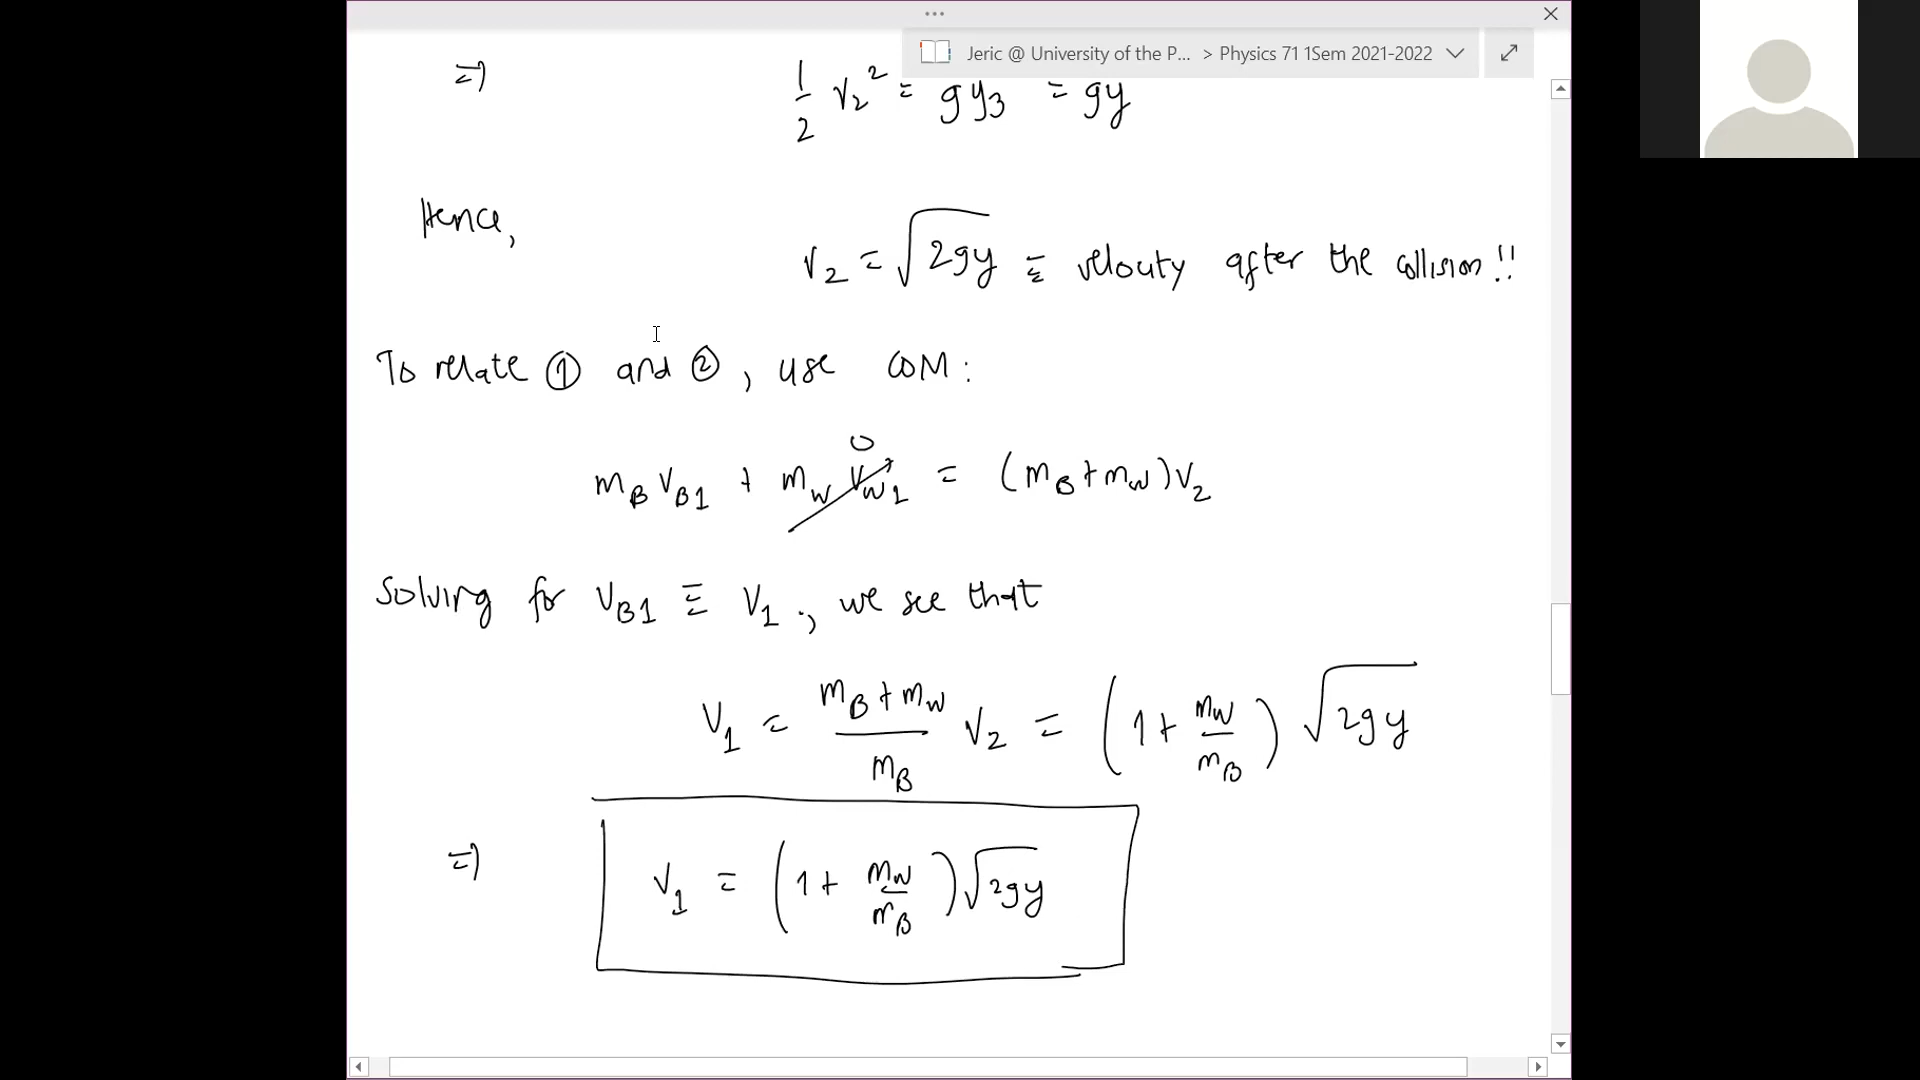 Jeric @ University of the P... > Physics 71 1Sem 2021-2022
=> 1/2 v₂² = gy₃ = gy
Hence,
v₂ = √2gy ≡ velocity after the collision!!
To relate ① and ②, use COM:
m_B v_B1 + m_w v_w1 0 = (m_B + m_w) v₂
Solving for v_B1 ≡ v₁, we see that
v₁ = (m_B + m_w)/m_B v₂ = (1 + m_w/m_B) √2gy
=> v₁ = (1 + m_w/m_B) √2gy